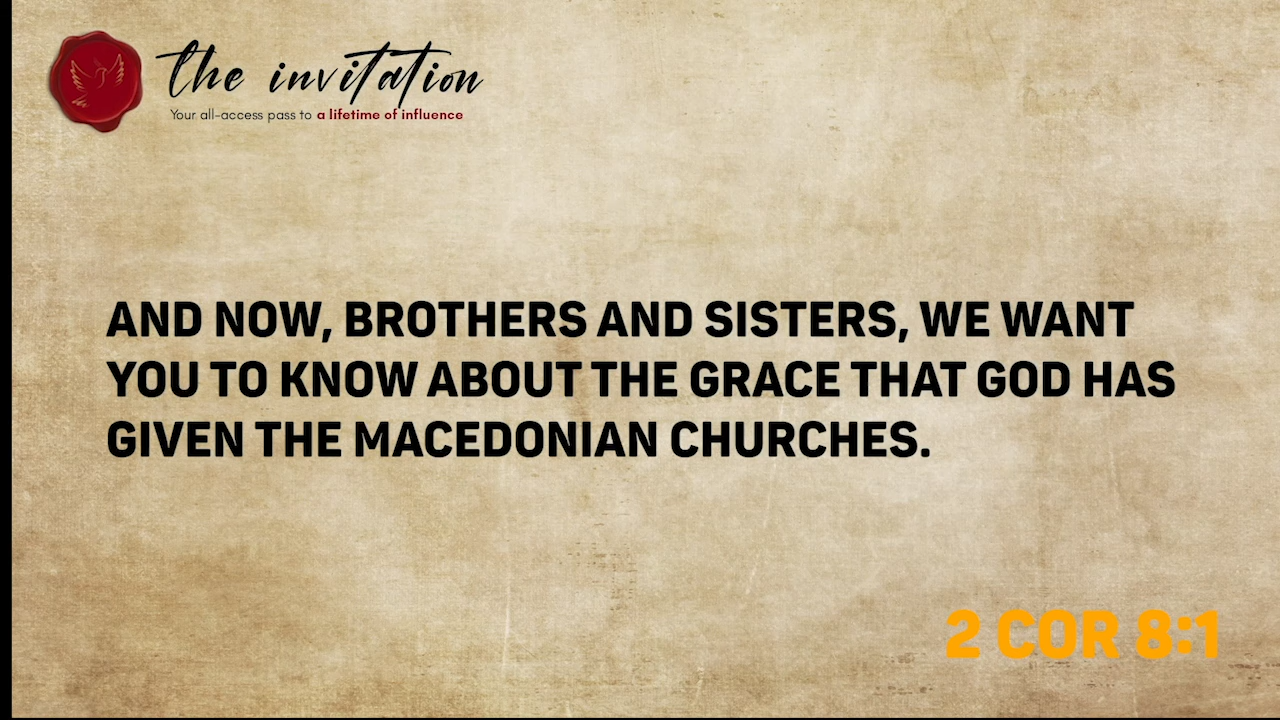 the invitation
Your all-access pass to a lifetime of influence
AND NOW, BROTHERS AND SISTERS, WE WANT
YOU TO KNOW ABOUT THE GRACE THAT GOD HAS
GIVEN THE MACEDONIAN CHURCHES.
2 COR 8:1